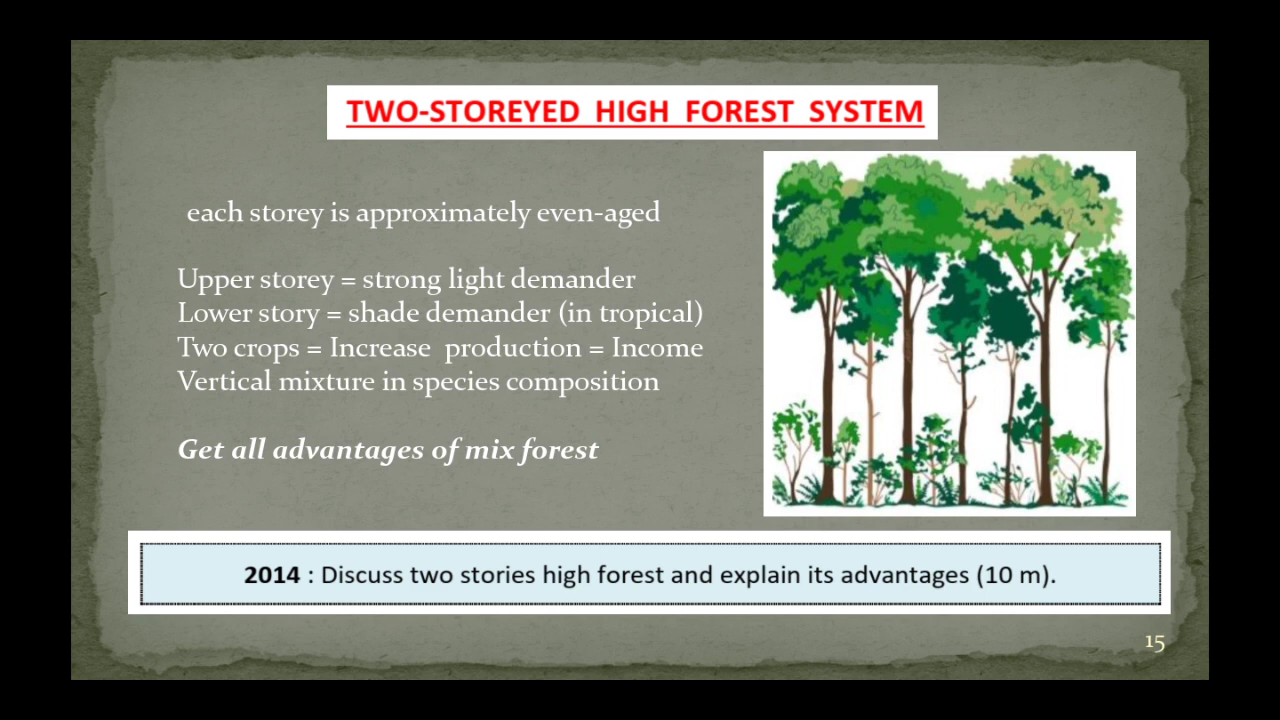 TWO-STOREYED HIGH FOREST SYSTEM
each storey is approximately even-aged
Upper storey = strong light demander
Lower story = shade demander (in tropical)
Two crops = Increase production = Income
Vertical mixture in species composition
Get all advantages of mix forest
2014 : Discuss two stories high forest and explain its advantages (10 m).
15